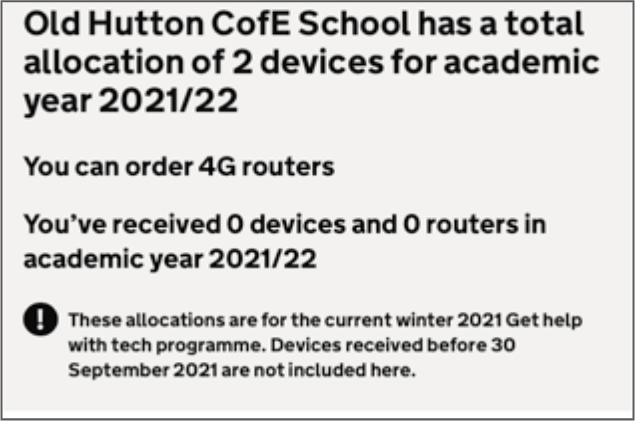 Old Hutton CofE School has a total
allocation of 2 devices for academic
year 2021/22
You can order 4G routers
You've received 0 devices and 0 routers in
academic year 2021/22
! These allocations are for the current winter 2021 Get help
with tech programme. Devices received before 30
September 2021 are not included here.